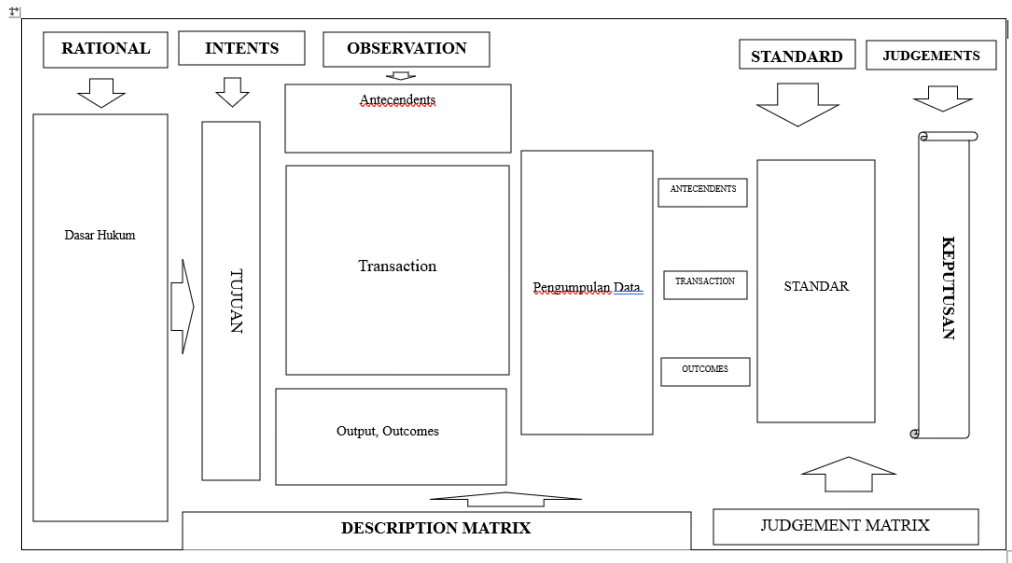 RATIONAL
INTENTS
OBSERVATION
STANDARD
JUDGEMENTS
Antecendents
Dasar Hukum
TUJUAN
Transaction
Output, Outcomes
Pengumpulan Data
ANTECENDENTS
TRANSACTION
OUTCOMES
STANDAR
KEPUTUSAN
DESCRIPTION MATRIX
JUDGEMENT MATRIX